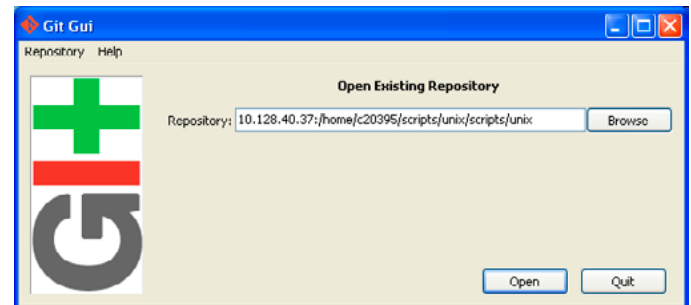 Git Gui
Repository Help
Open Existing Repository
Repository: 10.128.40.37:/home/c20395/scripts/unix/scripts/unix Browse
GIT
Open Quit